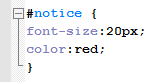 #notice {
font-size:20px;
color:red;
}